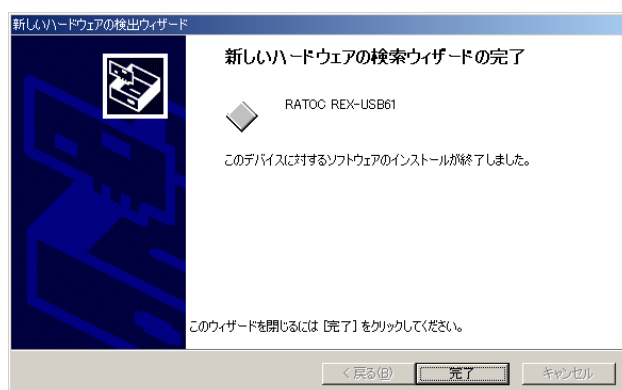 新しいハードウェアの検出ウィザード
新しいハードウェアの検索ウィザードの完了
RATOC REX-USB61
このデバイスに対するソフトウェアのインストールが終了しました。
このウィザードを閉じるには [完了] をクリックしてください。
< 戻る(B) 完了 キャンセル